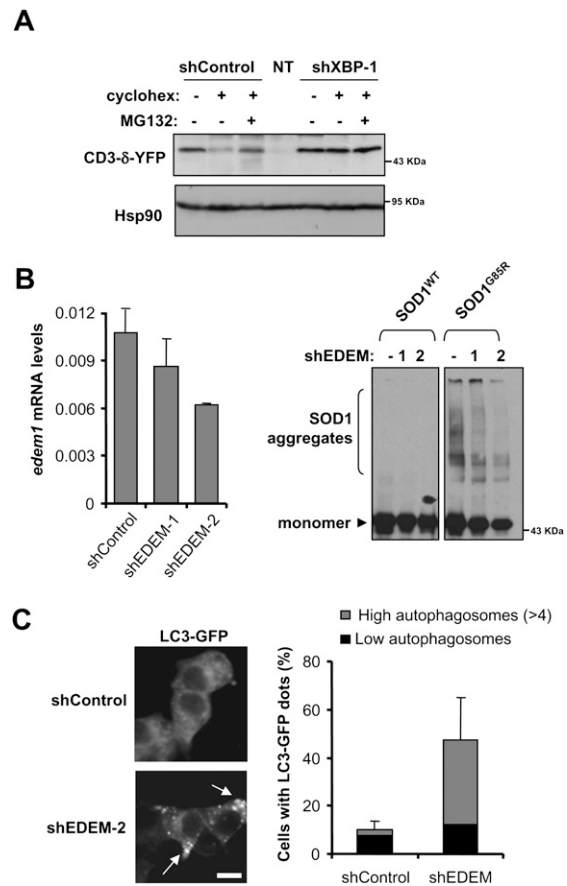 A
shControl NT shXBP-1
cyclohex: - + + - + +
MG132: - - + - - +
CD3-δ-YFP
43 KDa
95 KDa
Hsp90
B
edem1 mRNA levels
0.012
0.009
0.006
0.003
0
shControl
shEDEM-1
shEDEM-2
SOD1WT
SOD1G85R
shEDEM: - 1 2 - 1 2
SOD1
aggregates
monomer
43 KDa
C
LC3-GFP
shControl
shEDEM-2
High autophagosomes (>4)
Low autophagosomes
Cells with LC3-GFP dots (%)
80
60
40
20
0
shControl
shEDEM